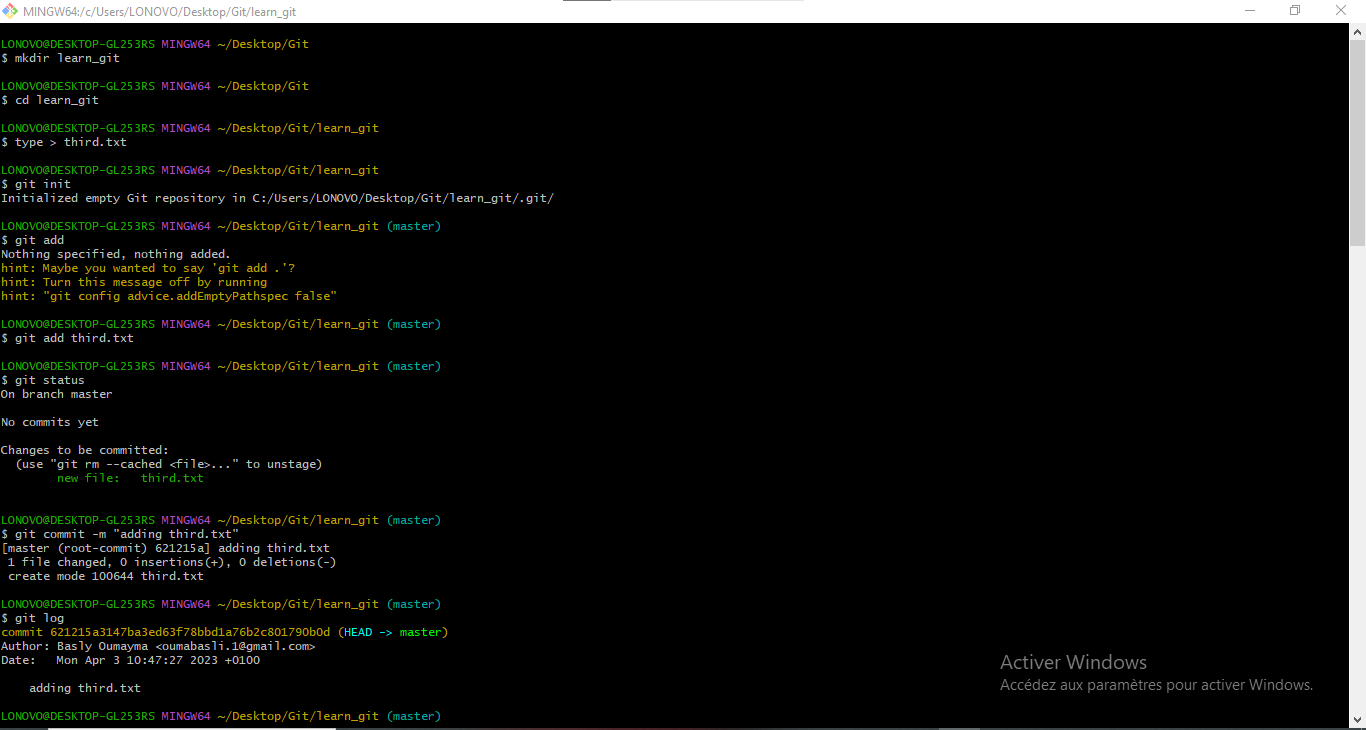 MINGW64:/c/Users/LONOVO/Desktop/Git/learn_git
LONOVO@DESKTOP-GL253RS MINGW64 ~/Desktop/Git
$ mkdir learn_git
LONOVO@DESKTOP-GL253RS MINGW64 ~/Desktop/Git
$ cd learn_git
LONOVO@DESKTOP-GL253RS MINGW64 ~/Desktop/Git/learn_git
$ type > third.txt
LONOVO@DESKTOP-GL253RS MINGW64 ~/Desktop/Git/learn_git
$ git init
Initialized empty Git repository in C:/Users/LONOVO/Desktop/Git/learn_git/.git/
LONOVO@DESKTOP-GL253RS MINGW64 ~/Desktop/Git/learn_git (master)
$ git add
Nothing specified, nothing added.
hint: Maybe you wanted to say 'git add .'?
hint: Turn this message off by running
hint: "git config advice.addEmptyPathspec false"
LONOVO@DESKTOP-GL253RS MINGW64 ~/Desktop/Git/learn_git (master)
$ git add third.txt
LONOVO@DESKTOP-GL253RS MINGW64 ~/Desktop/Git/learn_git (master)
$ git status
On branch master
No commits yet
Changes to be committed:
  (use "git rm --cached <file>..." to unstage)
        new file:   third.txt
LONOVO@DESKTOP-GL253RS MINGW64 ~/Desktop/Git/learn_git (master)
$ git commit -m "adding third.txt"
[master (root-commit) 621215a] adding third.txt
 1 file changed, 0 insertions(+), 0 deletions(-)
 create mode 100644 third.txt
LONOVO@DESKTOP-GL253RS MINGW64 ~/Desktop/Git/learn_git (master)
$ git log
commit 621215a3147ba3ed63f78bbd1a76b2c801790b0d (HEAD -> master)
Author: Basly Oumayma <oumabasli.1@gmail.com>
Date:   Mon Apr 3 10:47:27 2023 +0100
    adding third.txt
LONOVO@DESKTOP-GL253RS MINGW64 ~/Desktop/Git/learn_git (master)
Activer Windows
Accédez aux paramètres pour activer Windows.